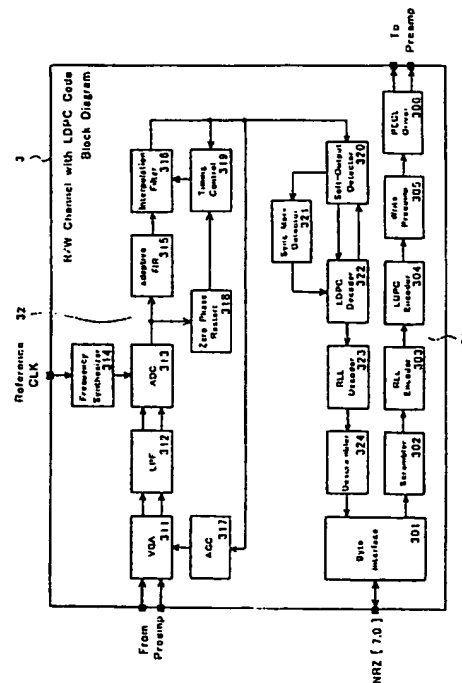 R/W Channel with LDPC Code
Block Diagram
3
32
Reference
CLK
Frequency
Synthesizer
314
From
Preamp
VGA
311
LPF
312
ADC
313
Adaptive
FIR
315
Interpolation
Filter
316
AGC
317
Zero Phase
Restart
318
Timing
Control
319
Soft-Output
Detector
320
Sync Mark
Detector
321
LDPC
Decoder
322
RLL
Decoder
323
Descrambler
324
Byte
Interface
301
NRZ [ 7,0 ]
Scrambler
302
RLL
Encoder
303
LDPC
Encoder
304
Write Precomp
305
PECL
Driver
306
To
Preamp